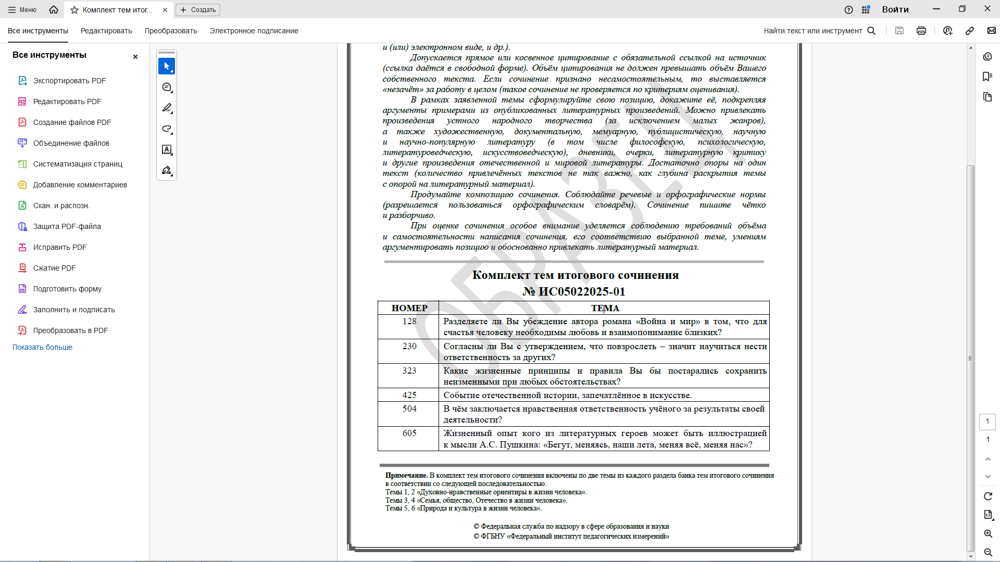 Меню
Комплект тем итог...
Создать
Войти
Все инструменты
Редактировать
Преобразовать
Электронное подписание
Найти текст или инструмент
Все инструменты
Экспортировать PDF
Редактировать PDF
Создание файлов PDF
Объединение файлов
Систематизация страниц
Добавление комментариев
Скан. и распозн.
Защита PDF-файла
Исправить PDF
Сжатие PDF
Подготовить форму
Заполнить и подписать
Преобразовать в PDF
Показать больше
и (или) электронном виде, и др.).
Допускается прямое или косвенное цитирование с обязательной ссылкой на источник
(ссылка даётся в свободной форме). Объём цитирования не должен превышать объём Вашего
собственного текста. Если сочинение признано несамостоятельным, то выставляется
«незачёт» за работу в целом (такое сочинение не проверяется по критериям оценивания).
В рамках заявленной темы сформулируйте свою позицию, докажите её, подкрепляя
аргументы примерами из опубликованных литературных произведений. Можно привлекать
произведения устного народного творчества (за исключением малых жанров),
а также художественную, документальную, мемуарную, публицистическую, научную
и научно-популярную литературу (в том числе философскую, психологическую,
литературоведческую, искусствоведческую), дневники, очерки, литературную критику
и другие произведения отечественной и мировой литературы. Достаточно опоры на один
текст (количество привлечённых текстов не так важно, как глубина раскрытия темы
с опорой на литературный материал).
Продумайте композицию сочинения. Соблюдайте речевые и орфографические нормы
(разрешается пользоваться орфографическим словарём). Сочинение пишите чётко
и разборчиво.
При оценке сочинения особое внимание уделяется соблюдению требований объёма
и самостоятельности написания сочинения, его соответствию выбранной теме, умениям
аргументировать позицию и обоснованно привлекать литературный материал.
ОБРАЗЕЦ
Комплект тем итогового сочинения
№ ИС05022025-01
НОМЕР ТЕМА
128 Разделяете ли Вы убеждение автора романа «Война и мир» в том, что для
счастья человеку необходимы любовь и взаимопонимание близких?
230 Согласны ли Вы с утверждением, что повзрослеть – значит научиться нести
ответственность за других?
323 Какие жизненные принципы и правила Вы бы постарались сохранить
неизменными при любых обстоятельствах?
425 Событие отечественной истории, запечатлённое в искусстве.
504 В чём заключается нравственная ответственность учёного за результаты своей
деятельности?
605 Жизненный опыт кого из литературных героев может быть иллюстрацией
к мысли А.С. Пушкина: «Бегут, меняясь, наши лета, меняя всё, меняя нас»?
Примечание. В комплект тем итогового сочинения включены по две темы из каждого раздела банка тем итогового сочинения
в соответствии со следующей последовательностью.
Темы 1, 2 «Духовно-нравственные ориентиры в жизни человека».
Темы 3, 4 «Семья, общество, Отечество в жизни человека».
Темы 5, 6 «Природа и культура в жизни человека».
© Федеральная служба по надзору в сфере образования и науки
© ФГБНУ «Федеральный институт педагогических измерений»
1
1